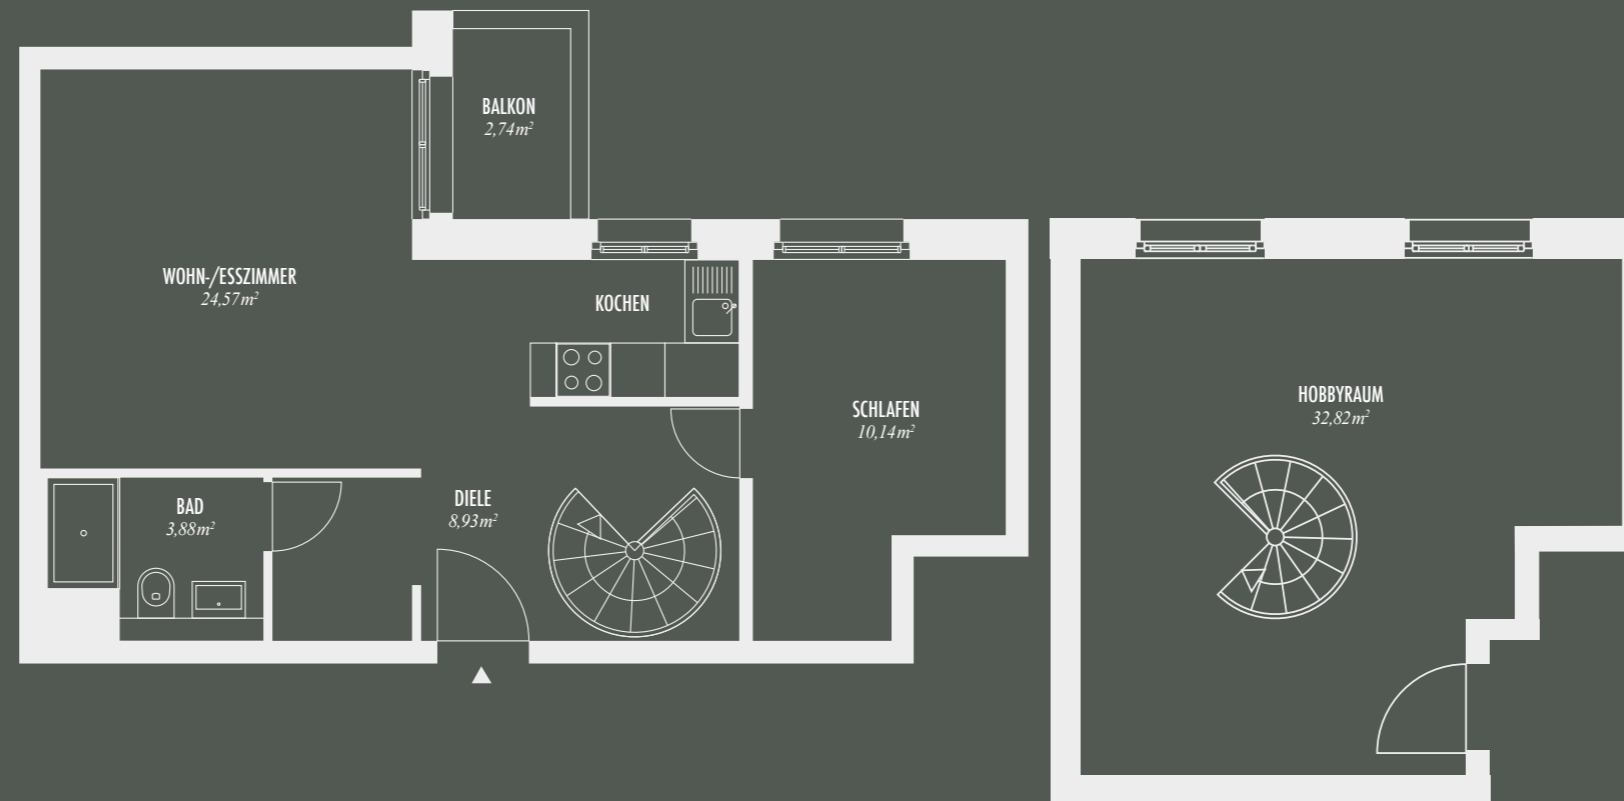 BALKON
2,74m²
WOHN-/ESSZIMMER
24,57m²
KOCHEN
SCHLAFEN
10,14m²
HOBBYRAUM
32,82m²
BAD
3,88m²
DIELE
8,93m²